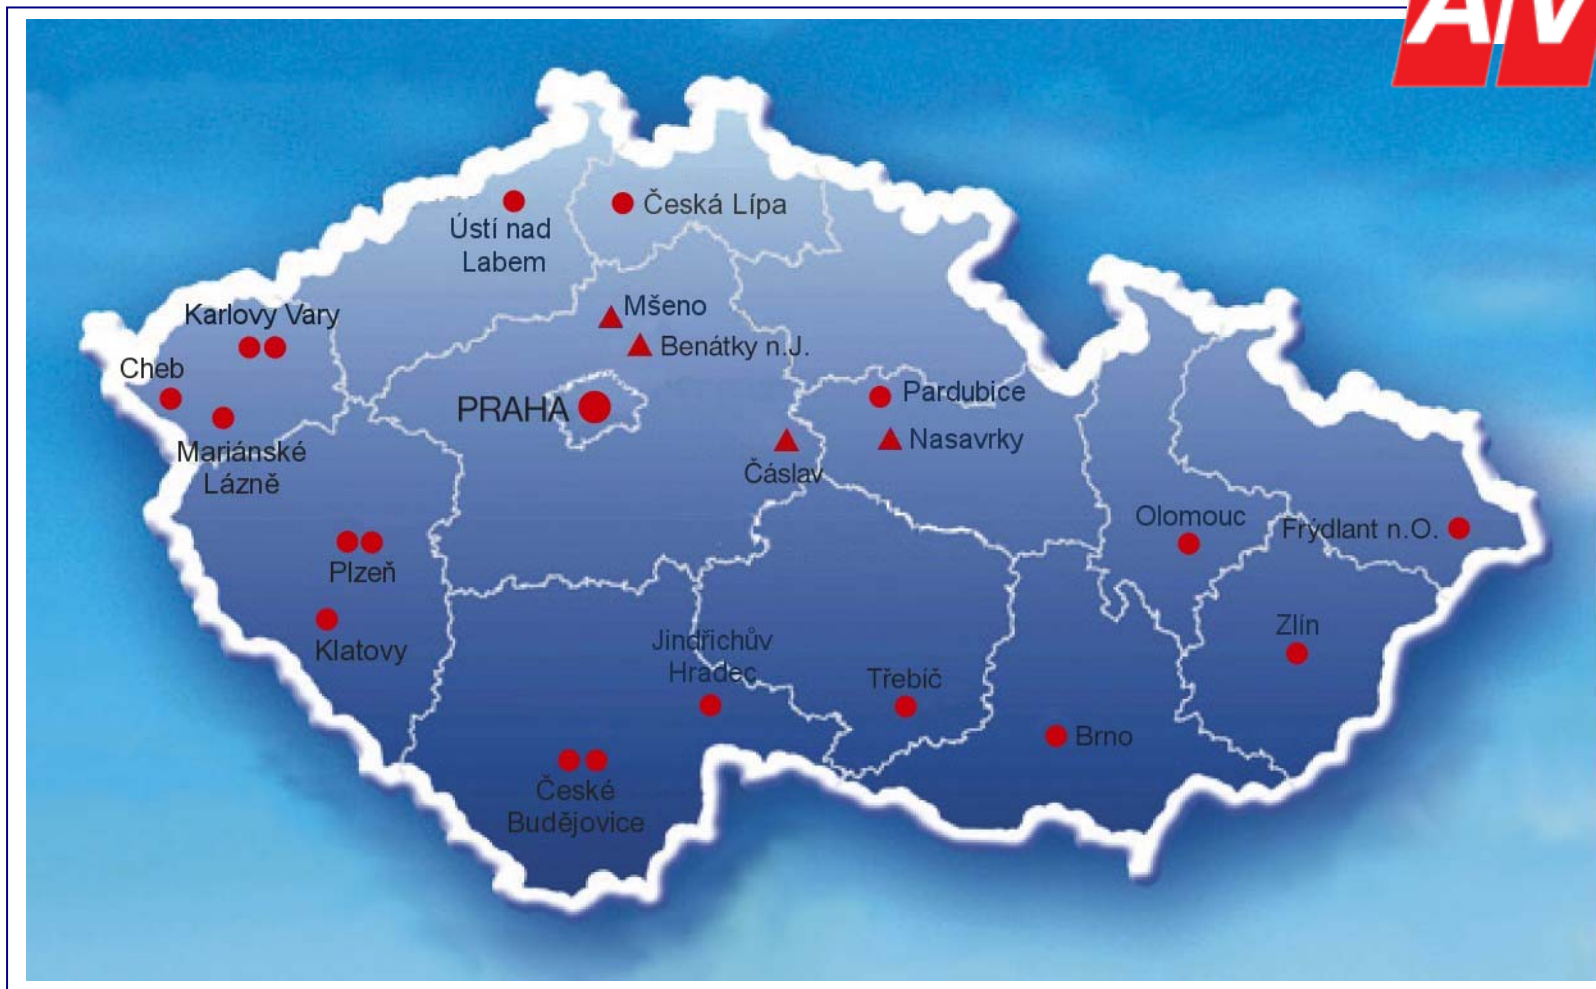 Ústí nad
Labem
Česká Lípa
Mšeno
Benátky n.J.
Karlovy Vary
Cheb
Mariánské
Lázně
PRAHA
Pardubice
Nasavrky
Čáslav
Olomouc
Frýdlant n.O.
Plzeň
Klatovy
Jindřichův
Hradec
Třebíč
Zlín
Brno
České
Budějovice